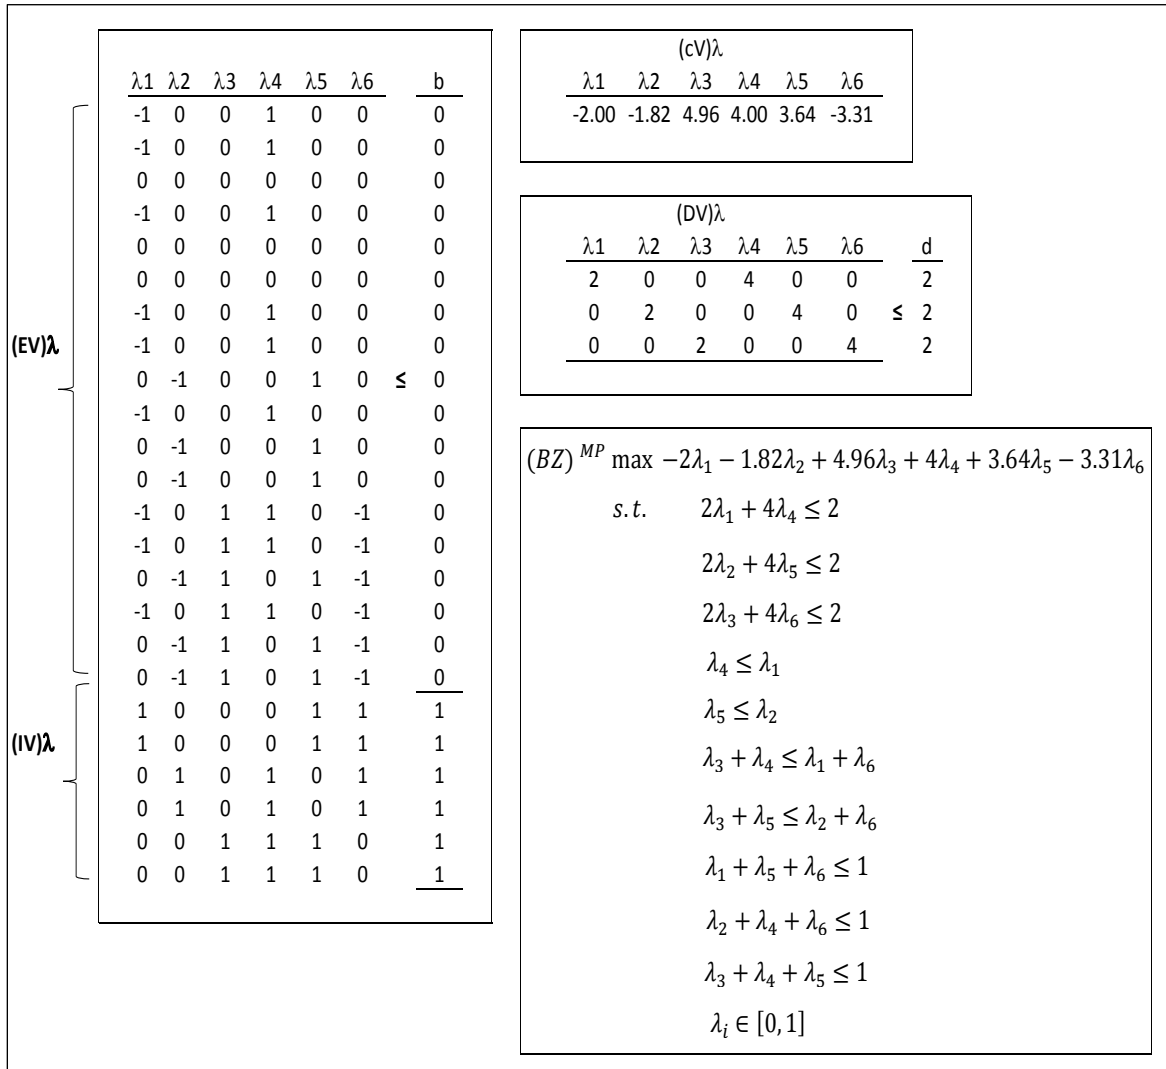 λ1 λ2 λ3 λ4 λ5 λ6 b
-1 0 0 1 0 0 0
-1 0 0 1 0 0 0
0 0 0 0 0 0 0
-1 0 0 1 0 0 0
0 0 0 0 0 0 0
0 0 0 0 0 0 0
-1 0 0 1 0 0 0
(EV)λ -1 0 0 1 0 0 0
0 -1 0 0 1 0 ≤ 0
-1 0 0 1 0 0 0
0 -1 0 0 1 0 0
0 -1 0 0 1 0 0
-1 0 1 1 0 -1 0
-1 0 1 1 0 -1 0
0 -1 1 0 1 -1 0
-1 0 1 1 0 -1 0
0 -1 1 0 1 -1 0
0 -1 1 0 1 -1 0
1 0 0 0 1 1 1
(IV)λ 1 0 0 0 1 1 1
0 1 0 1 0 1 1
0 1 0 1 0 1 1
0 0 1 1 1 0 1
0 0 1 1 1 0 1
(cV)λ
λ1 λ2 λ3 λ4 λ5 λ6
-2.00 -1.82 4.96 4.00 3.64 -3.31
(DV)λ
λ1 λ2 λ3 λ4 λ5 λ6 d
2 0 0 4 0 0 2
0 2 0 0 4 0 ≤ 2
0 0 2 0 0 4 2
(BZ)^{MP} max −2λ₁ − 1.82λ₂ + 4.96λ₃ + 4λ₄ + 3.64λ₅ − 3.31λ₆
s.t. 2λ₁ + 4λ₄ ≤ 2
2λ₂ + 4λ₅ ≤ 2
2λ₃ + 4λ₆ ≤ 2
λ₄ ≤ λ₁
λ₅ ≤ λ₂
λ₃ + λ₄ ≤ λ₁ + λ₆
λ₃ + λ₅ ≤ λ₂ + λ₆
λ₁ + λ₅ + λ₆ ≤ 1
λ₂ + λ₄ + λ₆ ≤ 1
λ₃ + λ₄ + λ₅ ≤ 1
λᵢ ∈ [0, 1]